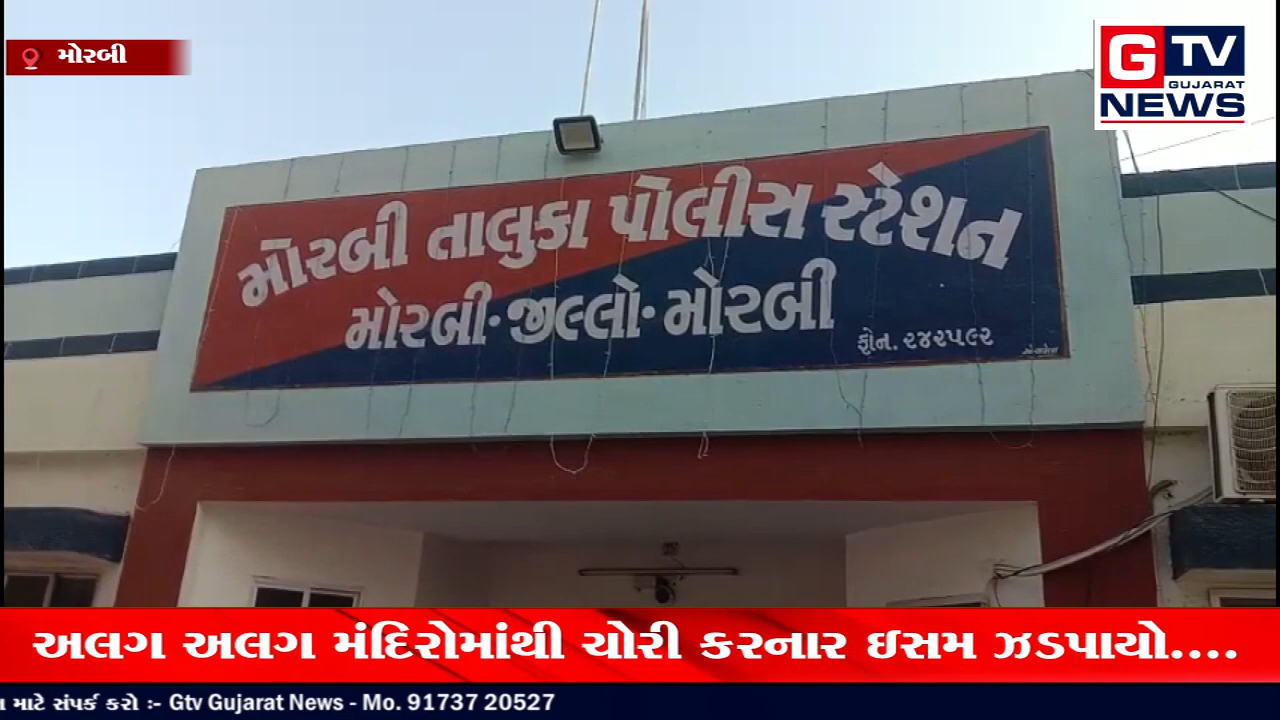 મોરબી
G TV
GUJARAT
NEWS
મોરબી તાલુકા પોલીસ સ્ટેશન
મોરબી·જીલ્લો·મોરબી
ફોન. ૨૪૨૫૯૨
અલગ અલગ મંદિરોમાંથી ચોરી કરનાર ઇસમ ઝડપાયો....
માટે સંપર્ક કરો :- Gtv Gujarat News - Mo. 91737 20527